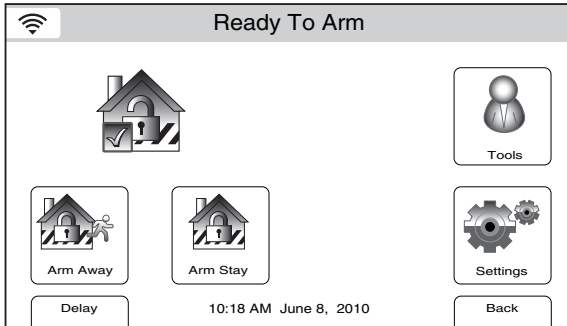 Ready To Arm
Tools
Arm Away
Arm Stay
Settings
Delay
10:18 AM June 8, 2010
Back